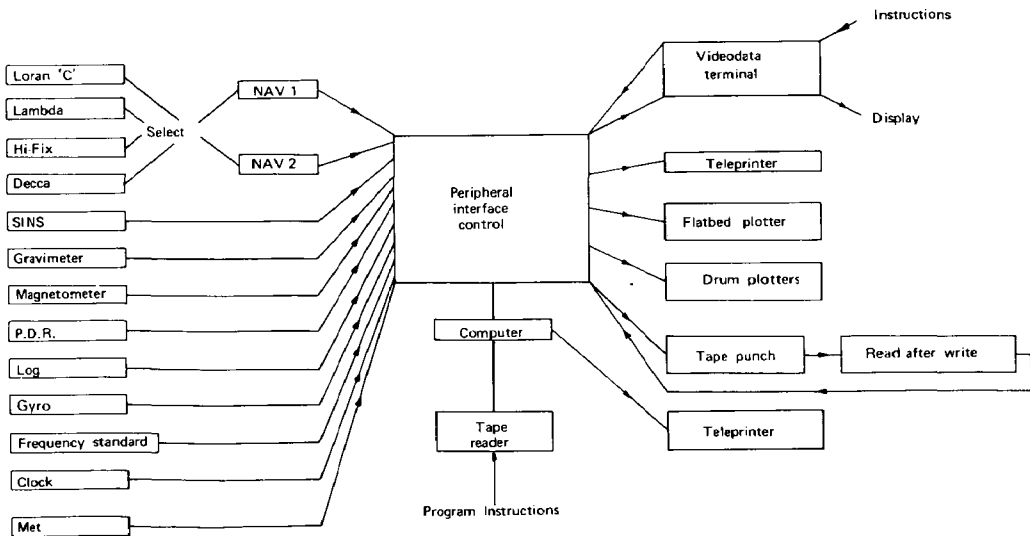 Loran 'C'
Lambda
Hi-Fix
Decca
Select
NAV 1
NAV 2
SINS
Gravimeter
Magnetometer
P.D.R.
Log
Gyro
Frequency standard
Clock
Met
Peripheral
interface
control
Computer
Tape
reader
Program Instructions
Instructions
Videodata
terminal
Display
Teleprinter
Flatbed plotter
Drum plotters
Tape punch
Read after write
Teleprinter